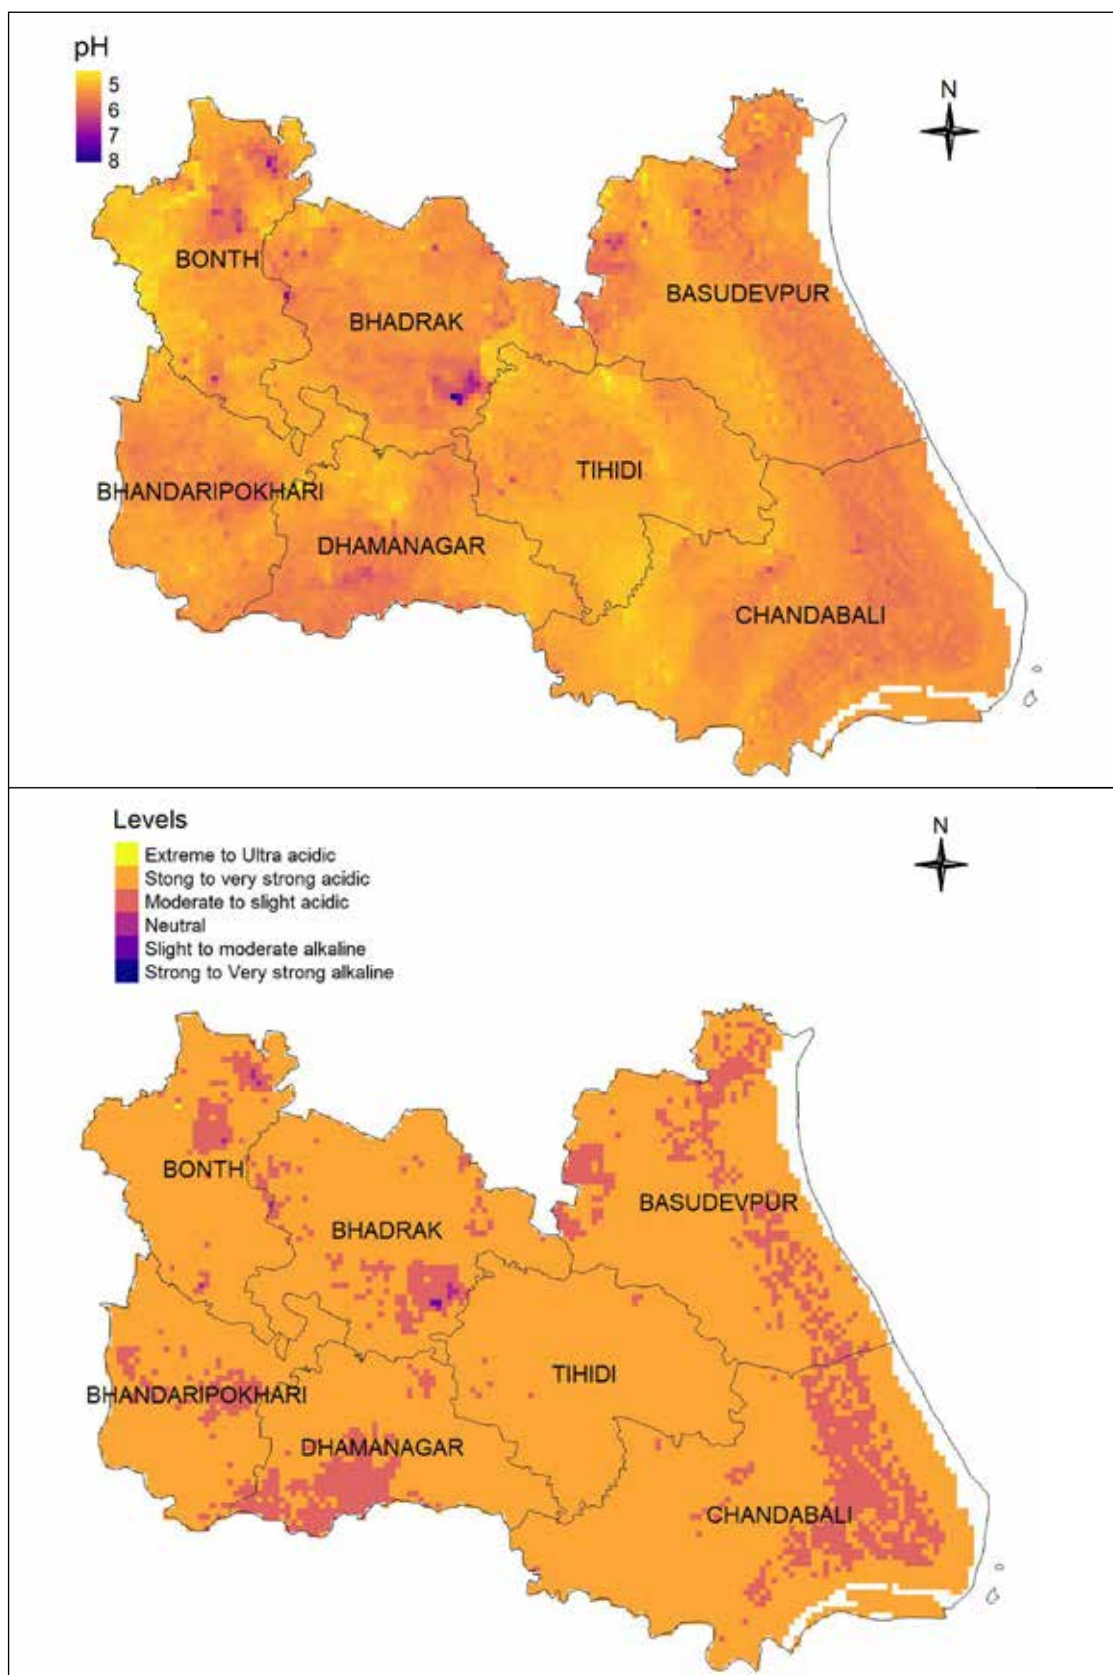 pH
5
6
7
8
N
BONTH
BHADRAK
BASUDEVPUR
TIHIDI
BHANDARIPOKHARI
DHAMANAGAR
CHANDABALI
Levels
Extreme to Ultra acidic
Stong to very strong acidic
Moderate to slight acidic
Neutral
Slight to moderate alkaline
Strong to Very strong alkaline
N
BONTH
BHADRAK
BASUDEVPUR
TIHIDI
BHANDARIPOKHARI
DHAMANAGAR
CHANDABALI